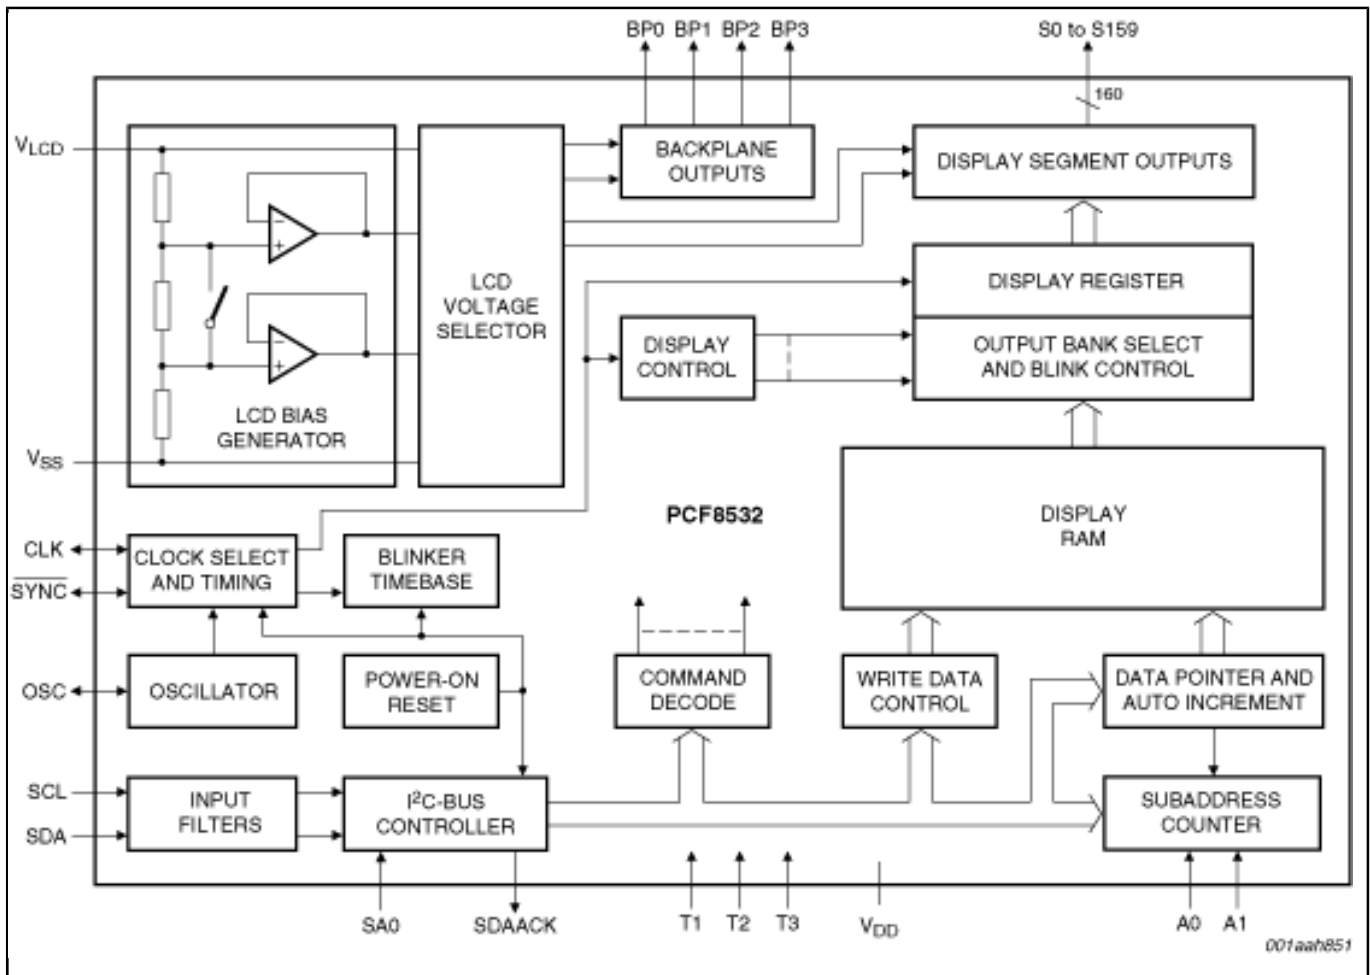 BP0 BP1 BP2 BP3
S0 to S159
160
VLCD
BACKPLANE
OUTPUTS
DISPLAY SEGMENT OUTPUTS
LCD
VOLTAGE
SELECTOR
DISPLAY REGISTER
DISPLAY
CONTROL
OUTPUT BANK SELECT
AND BLINK CONTROL
LCD BIAS
GENERATOR
VSS
PCF8532
DISPLAY
RAM
CLK
SYNC
CLOCK SELECT
AND TIMING
BLINKER
TIMEBASE
OSC
OSCILLATOR
POWER-ON
RESET
COMMAND
DECODE
WRITE DATA
CONTROL
DATA POINTER AND
AUTO INCREMENT
SCL
SDA
INPUT
FILTERS
I²C-BUS
CONTROLLER
SUBADDRESS
COUNTER
SA0
SDAACK
T1 T2 T3
VDD
A0 A1
001aah851
- +
- +